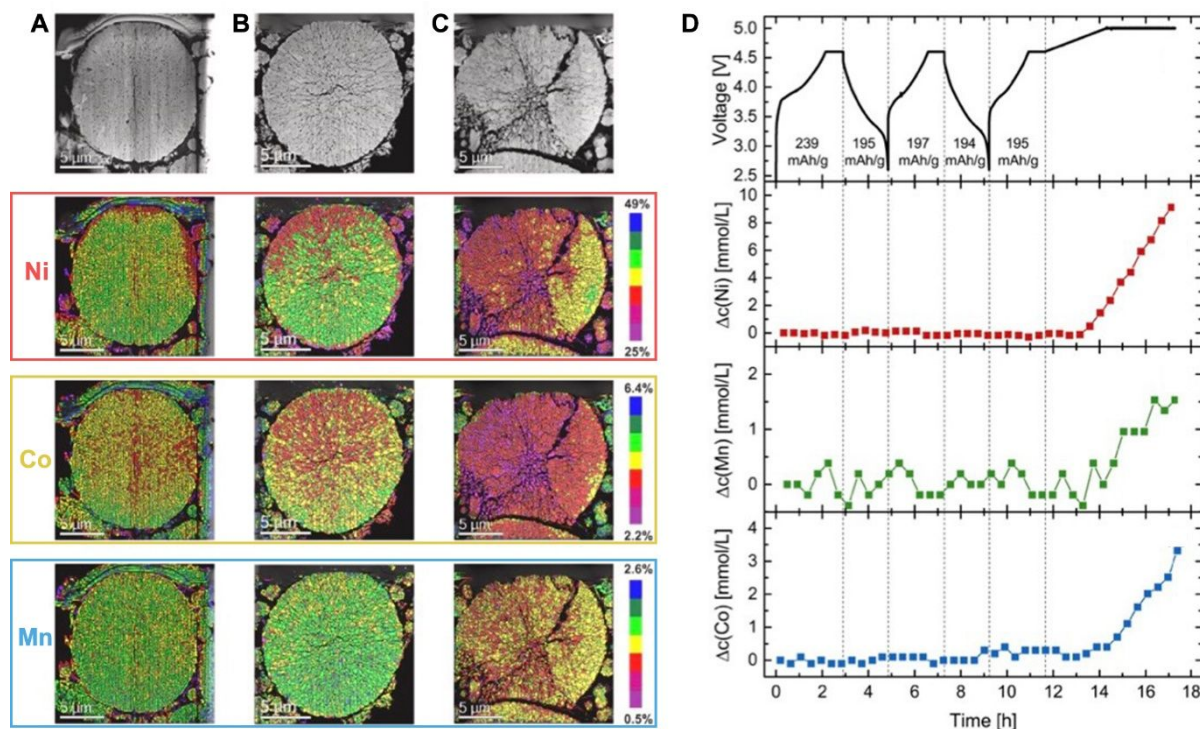 A B C
5 μm 5 μm 5 μm
Ni
49%
25%
5 μm 5 μm 5 μm
Co
6.4%
2.2%
5 μm 5 μm 5 μm
Mn
2.6%
0.5%
5 μm 5 μm 5 μm
D
Voltage [V]
5.0
4.5
4.0
3.5
3.0
2.5
239 195 197 194 195
mAh/g mAh/g mAh/g mAh/g mAh/g
Δc(Ni) [mmol/L]
10
8
6
4
2
0
Δc(Mn) [mmol/L]
2
1
0
Δc(Co) [mmol/L]
4
3
2
1
0
0 2 4 6 8 10 12 14 16 18
Time [h]